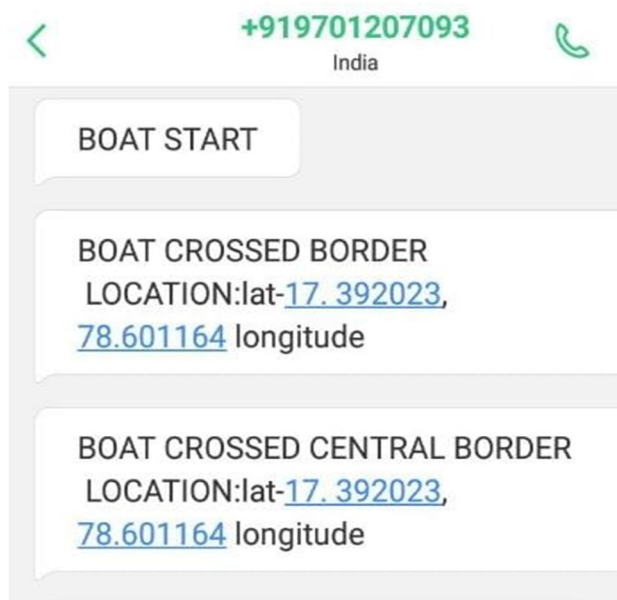 +919701207093
India
BOAT START
BOAT CROSSED BORDER
LOCATION:lat-17. 392023,
78.601164 longitude
BOAT CROSSED CENTRAL BORDER
LOCATION:lat-17. 392023,
78.601164 longitude